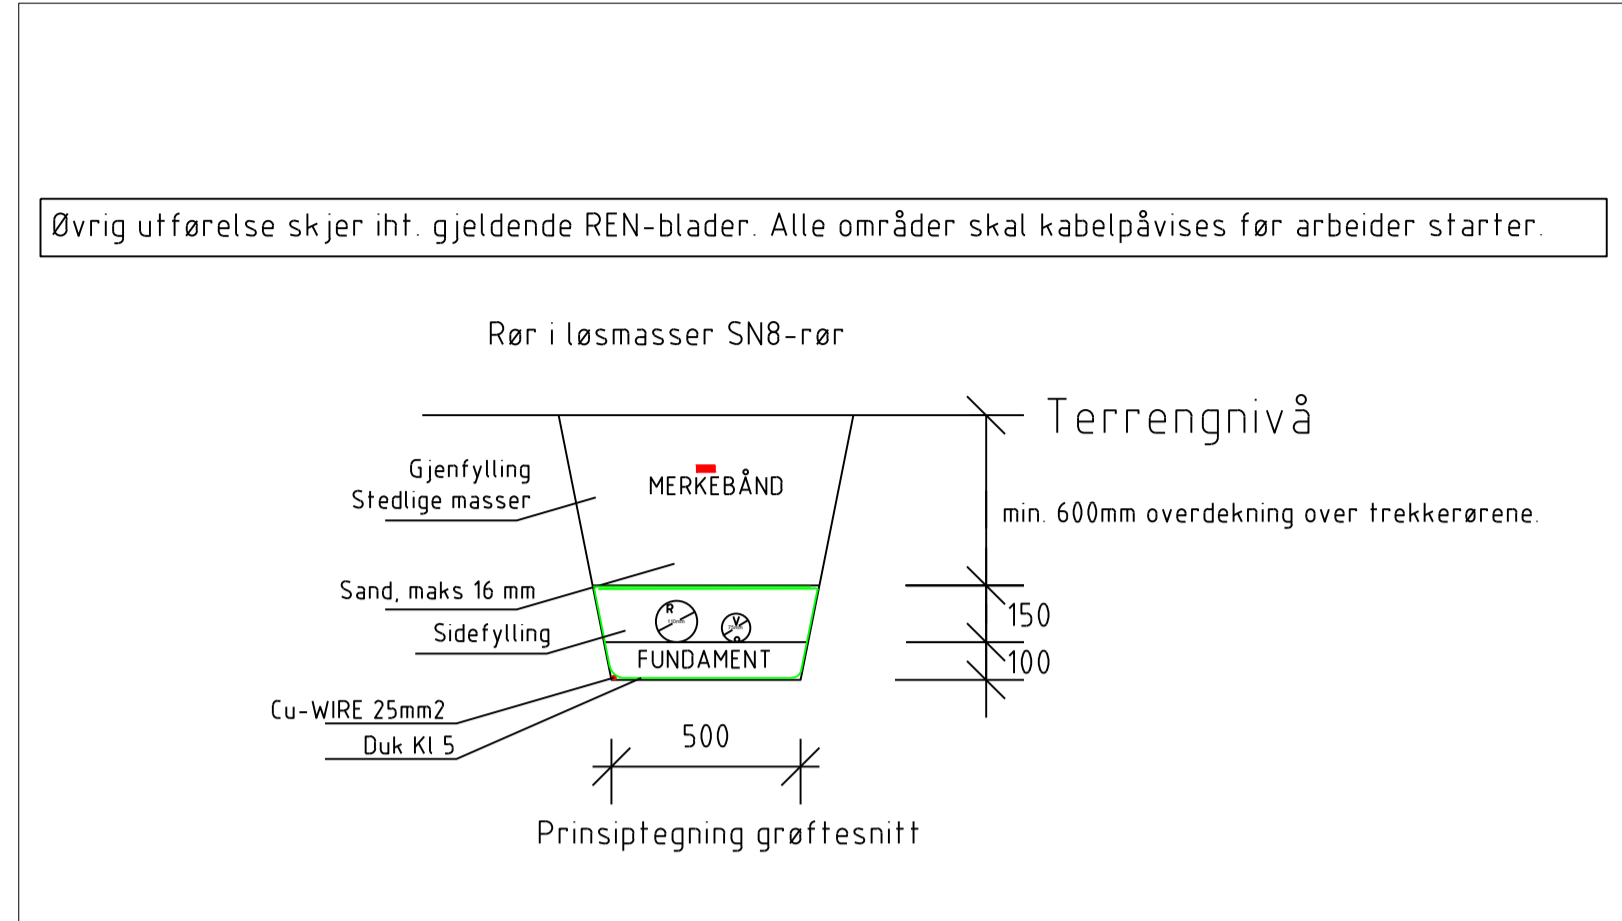 Øvrig utførelse skjer iht. gjeldende REN-blader. Alle områder skal kabelpåvises før arbeider starter.
Rør i løsmasser SN8-rør
Terrengnivå
Gjenfylling
Stedlige masser
MERKEBÅND
min. 600mm overdekning over trekkerørene.
Sand, maks 16 mm
Sidefylling
R
110mm
V
75mm
150
FUNDAMENT
100
Cu-WIRE 25mm2
Duk Kl 5
500
Prinsiptegning grøftesnitt